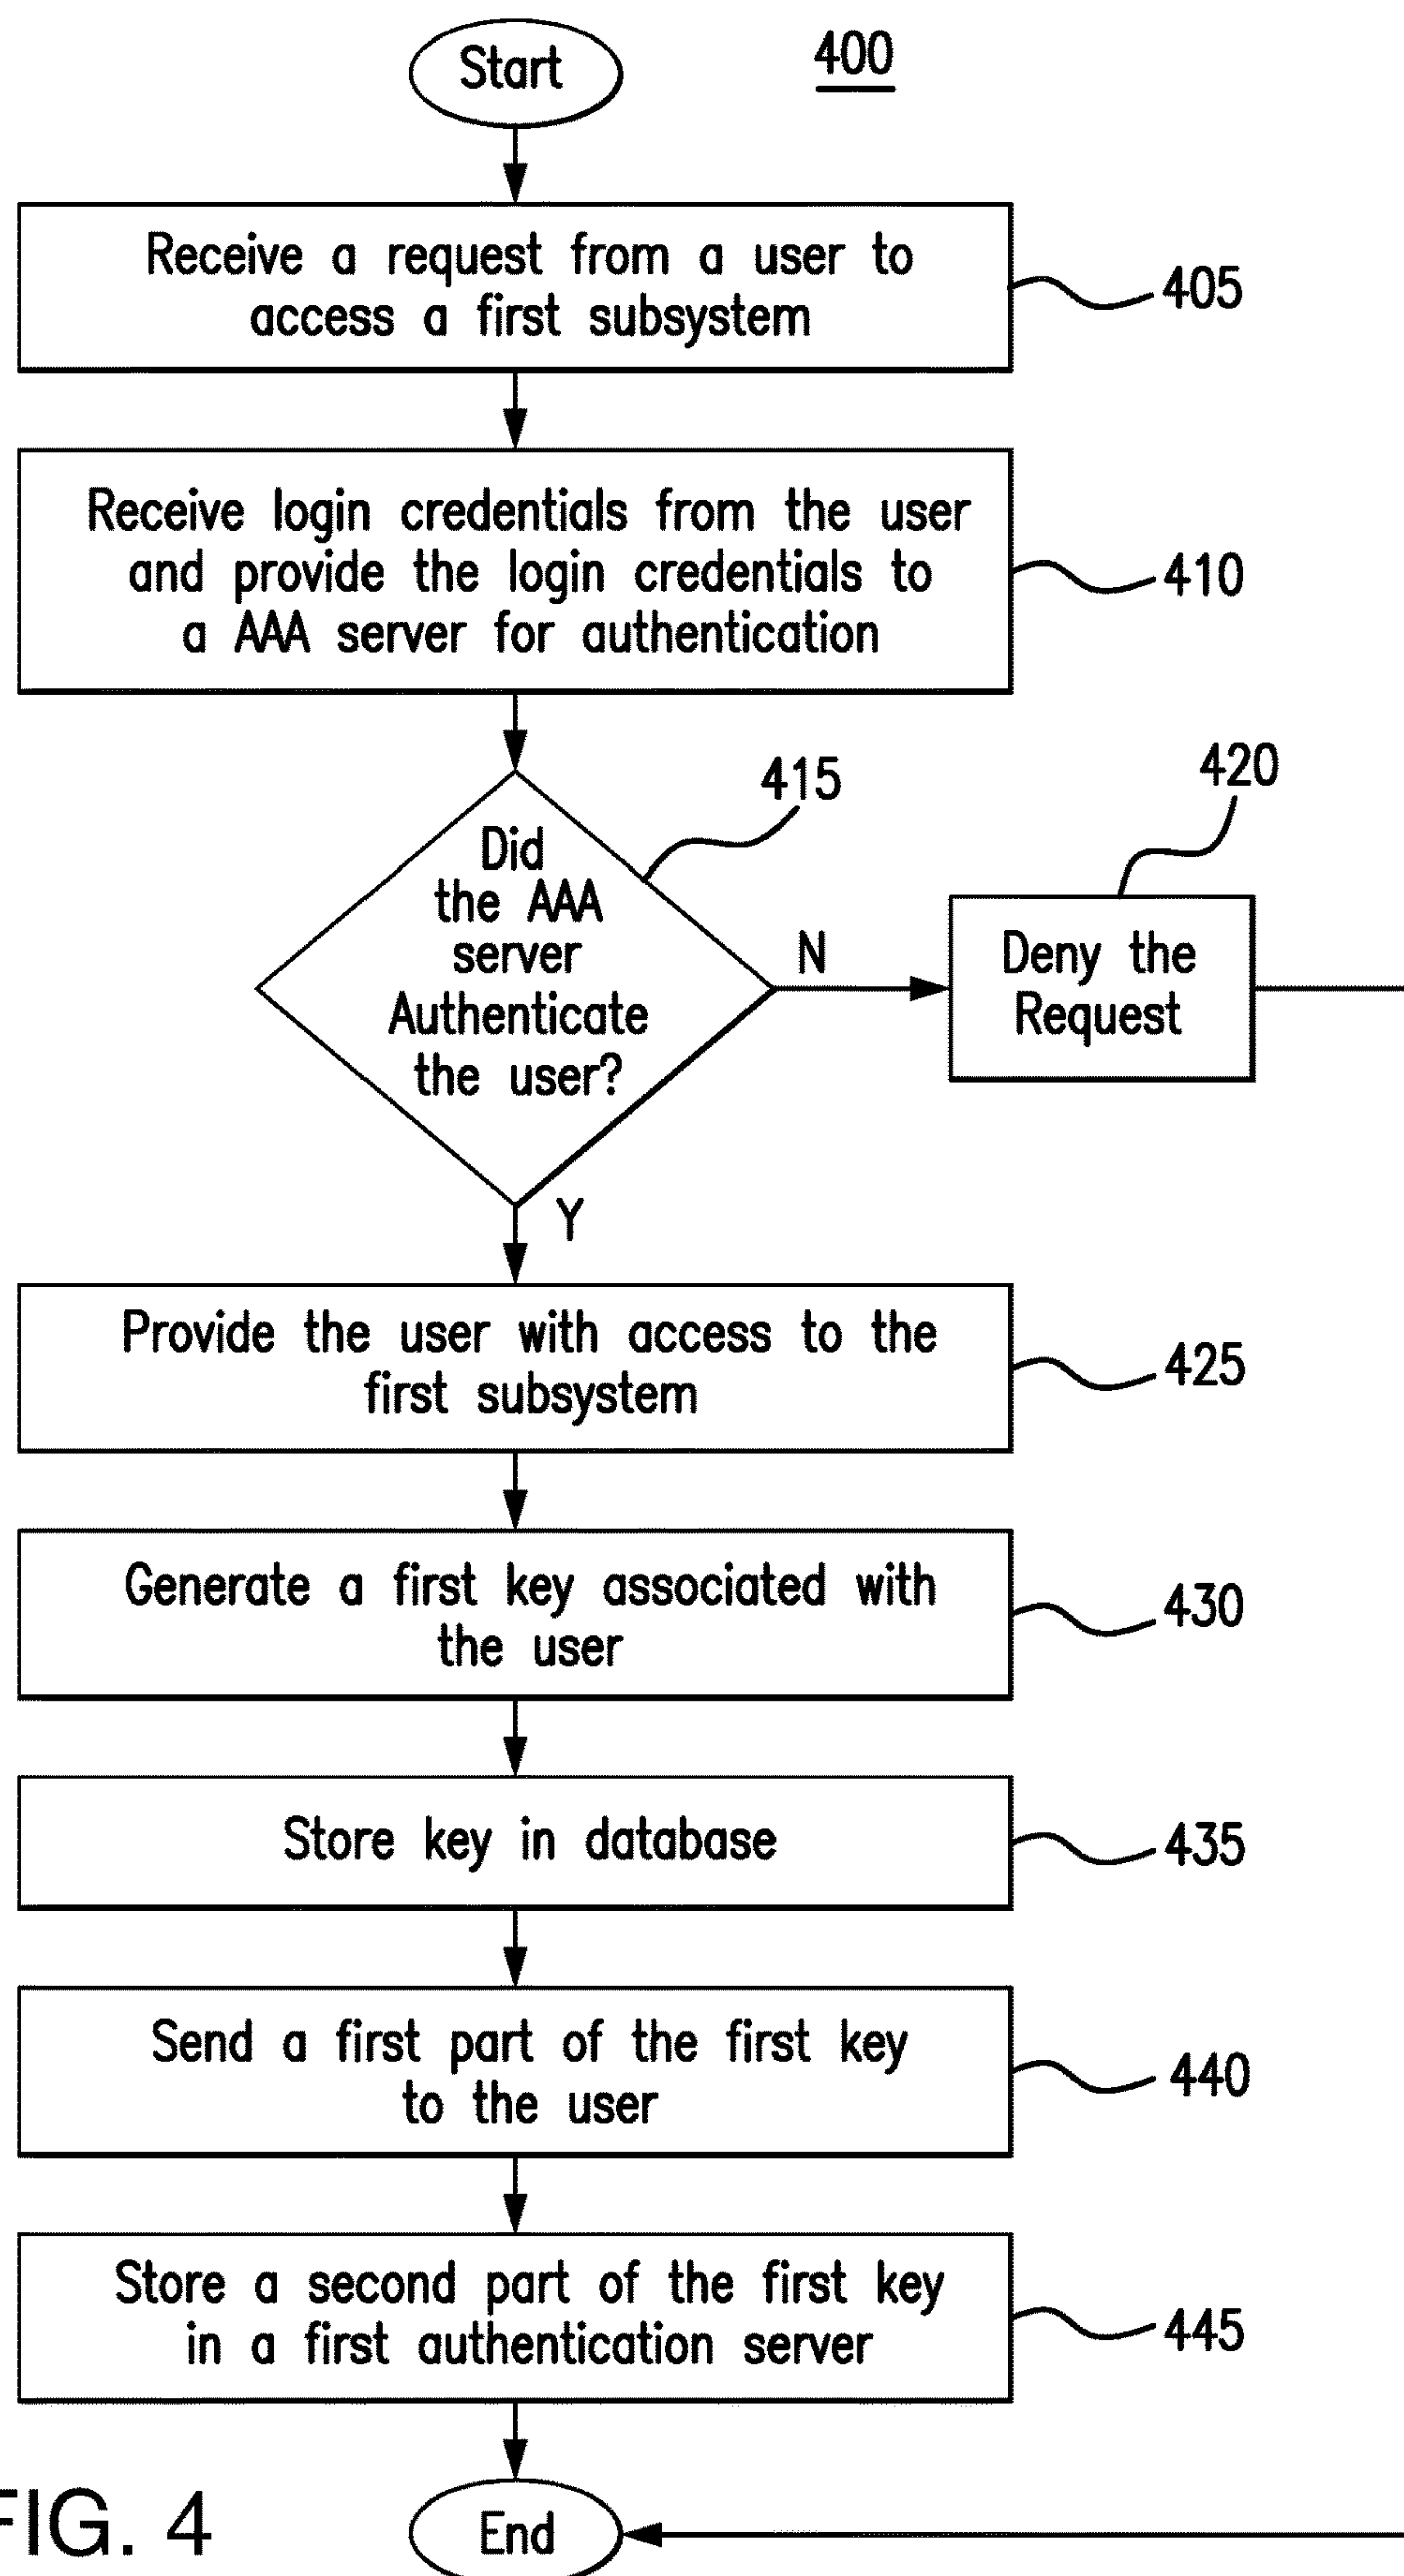 Start
400
Receive a request from a user to
access a first subsystem
405
Receive login credentials from the user
and provide the login credentials to
a AAA server for authentication
410
415
420
Did
the AAA
server
Authenticate
the user?
N
Deny the
Request
Y
Provide the user with access to the
first subsystem
425
Generate a first key associated with
the user
430
Store key in database
435
Send a first part of the first key
to the user
440
Store a second part of the first key
in a first authentication server
445
FIG. 4
End